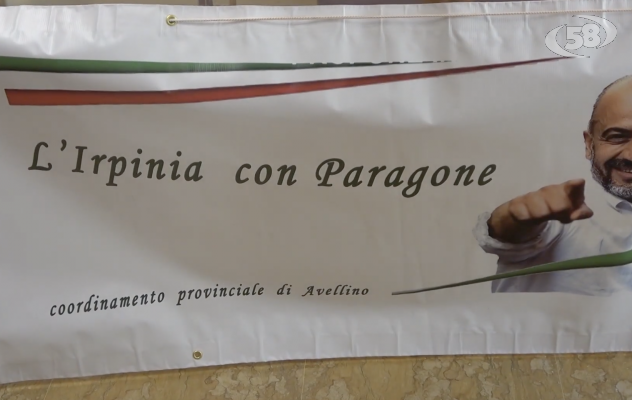 58
L'Irpinia con Paragone
coordinamento provinciale di Avellino